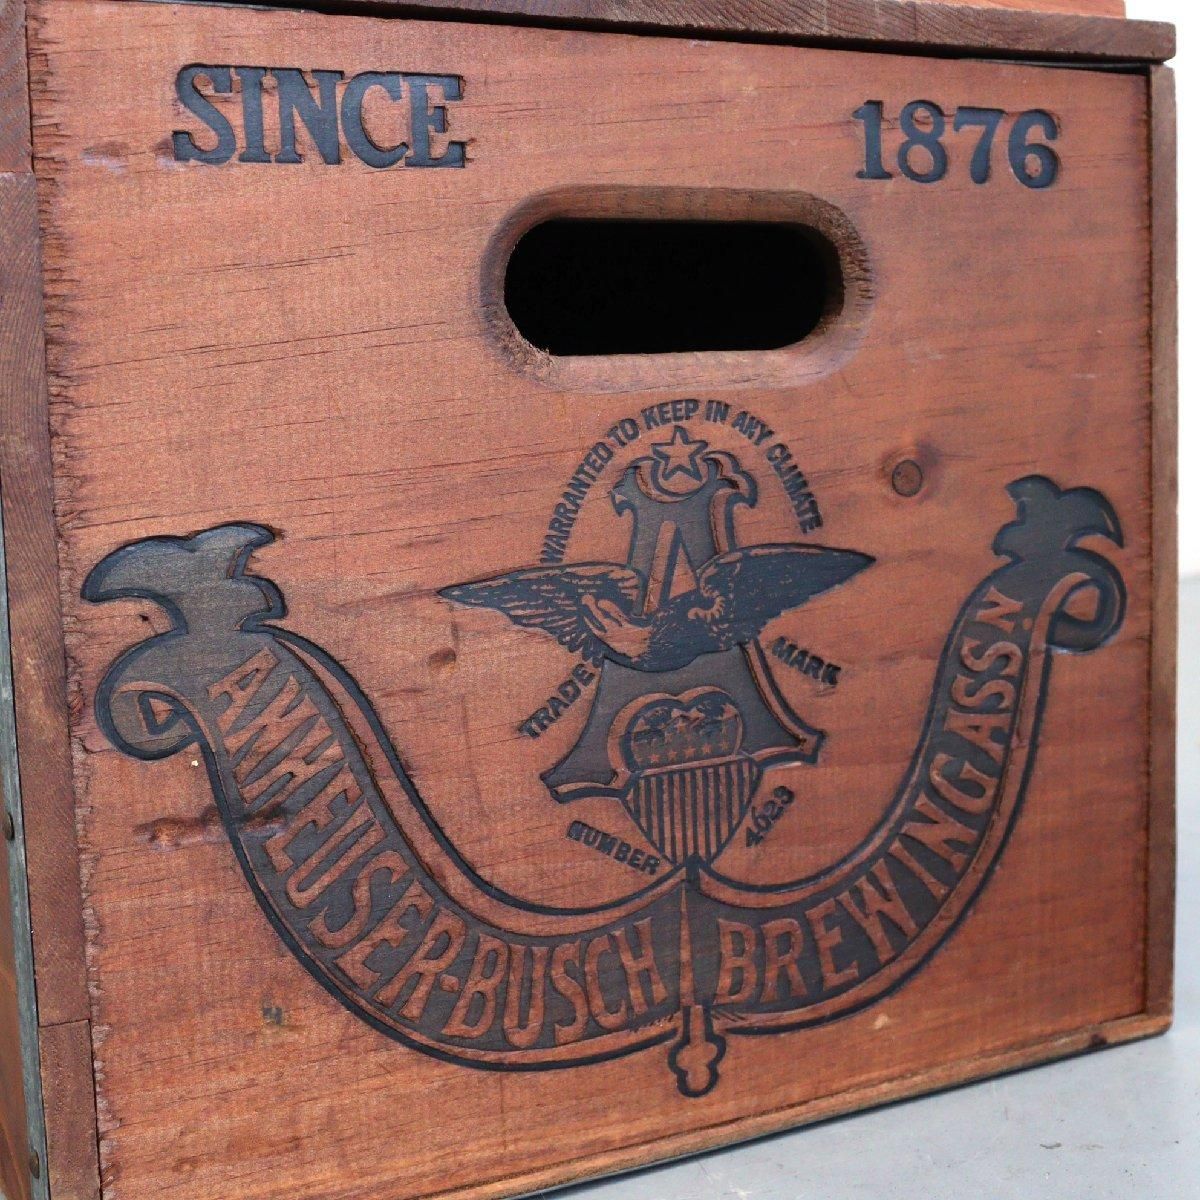 SINCE 1876
WARRANTED TO KEEP IN ANY CLIMATE
A
TRADE MARK
NUMBER 4623
ANHEUSER-BUSCH BREWING ASS'N